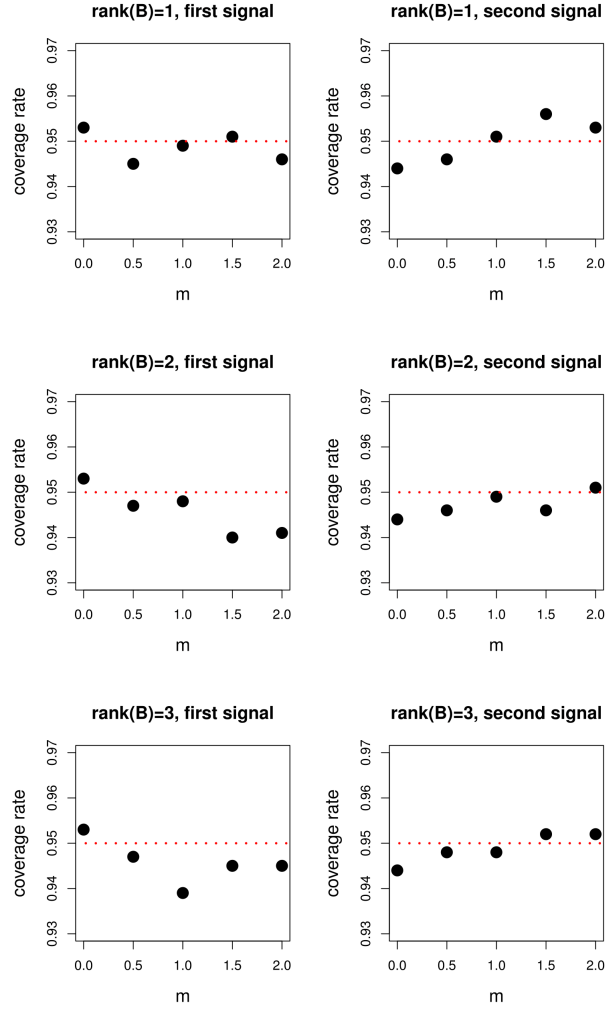 rank(B)=1, first signal
coverage rate
0.97
0.96
0.95
0.94
0.93
0.0 0.5 1.0 1.5 2.0
m
rank(B)=1, second signal
coverage rate
0.97
0.96
0.95
0.94
0.93
0.0 0.5 1.0 1.5 2.0
m
rank(B)=2, first signal
coverage rate
0.97
0.96
0.95
0.94
0.93
0.0 0.5 1.0 1.5 2.0
m
rank(B)=2, second signal
coverage rate
0.97
0.96
0.95
0.94
0.93
0.0 0.5 1.0 1.5 2.0
m
rank(B)=3, first signal
coverage rate
0.97
0.96
0.95
0.94
0.93
0.0 0.5 1.0 1.5 2.0
m
rank(B)=3, second signal
coverage rate
0.97
0.96
0.95
0.94
0.93
0.0 0.5 1.0 1.5 2.0
m